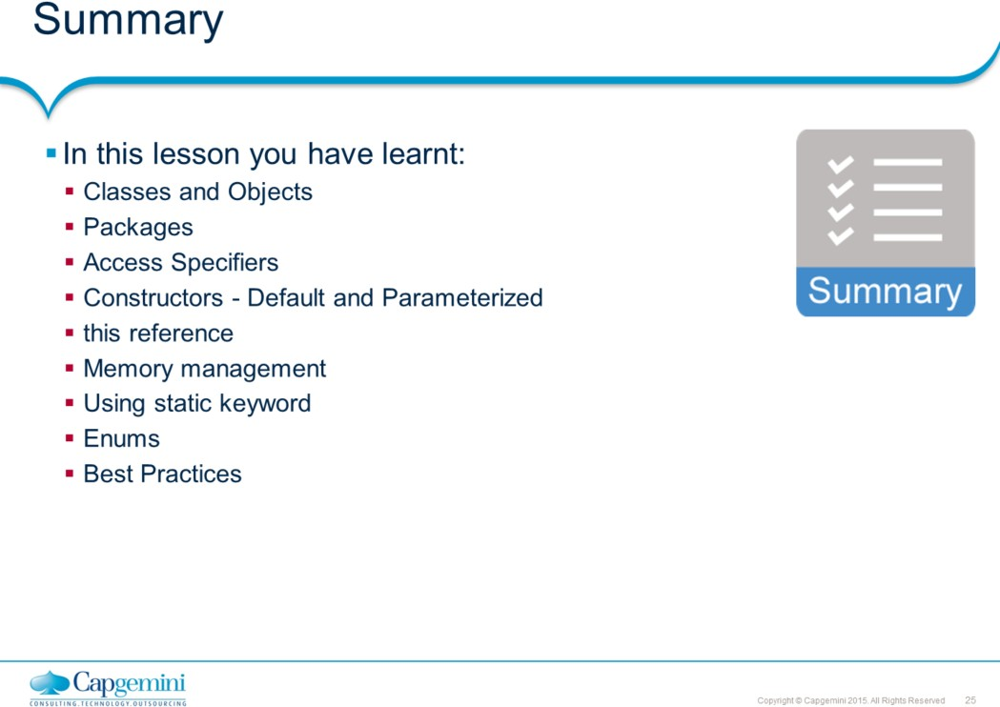 Summary
In this lesson you have learnt:
Classes and Objects
Packages
Access Specifiers
Constructors - Default and Parameterized
this reference
Memory management
Using static keyword
Enums
Best Practices
Summary
Capgemini
CONSULTING.TECHNOLOGY.OUTSOURCING
Copyright © Capgemini 2015. All Rights Reserved 25